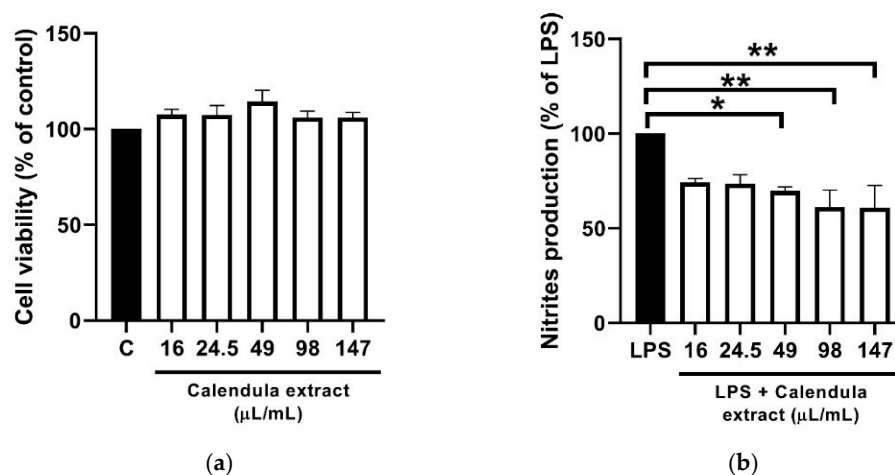 Cell viability (% of control)
150
100
50
0
C 16 24.5 49 98 147
Calendula extract
(μL/mL)
(a)
Nitrites production (% of LPS)
150
100
50
0
**
**
*
LPS 16 24.5 49 98 147
LPS + Calendula
extract (μL/mL)
(b)